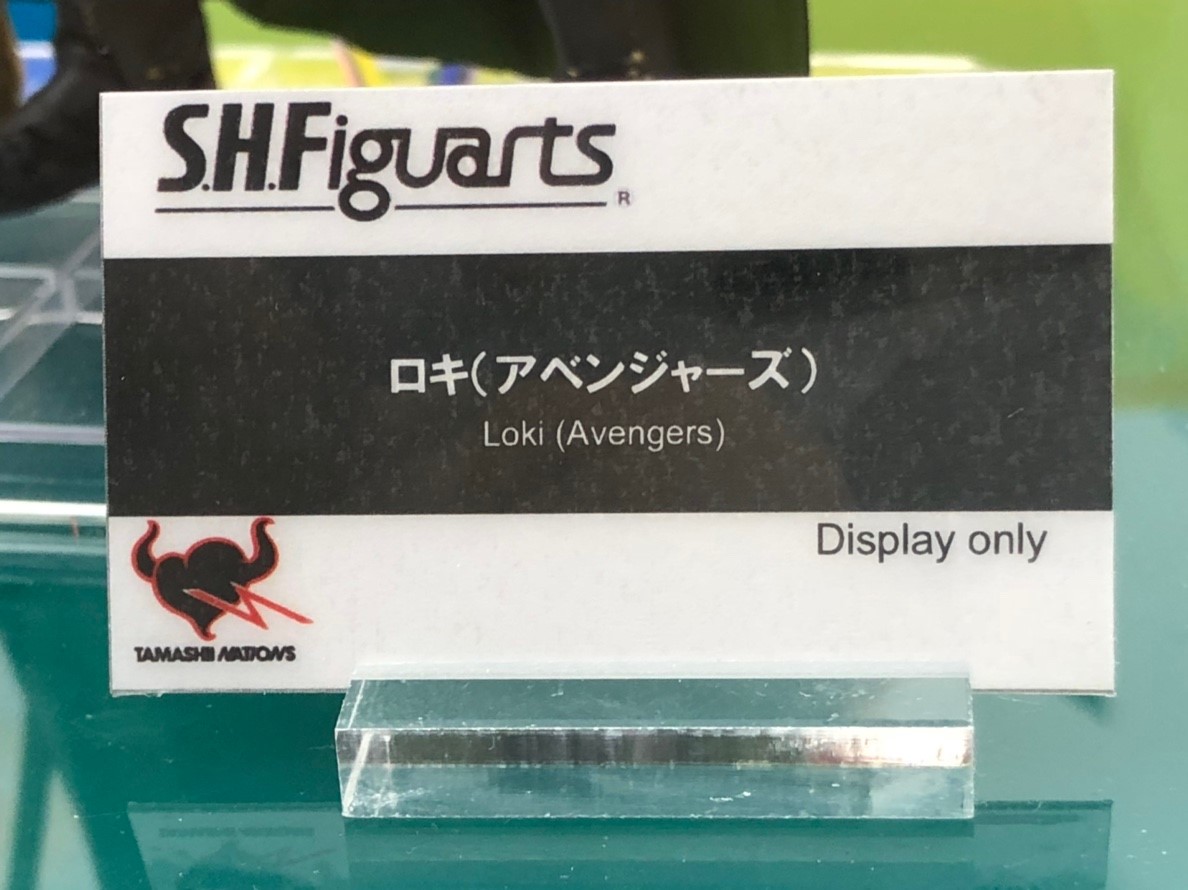 S.H.Figuarts
®
ロキ(アベンジャーズ)
Loki (Avengers)
Display only
TAMASHII NATIONS